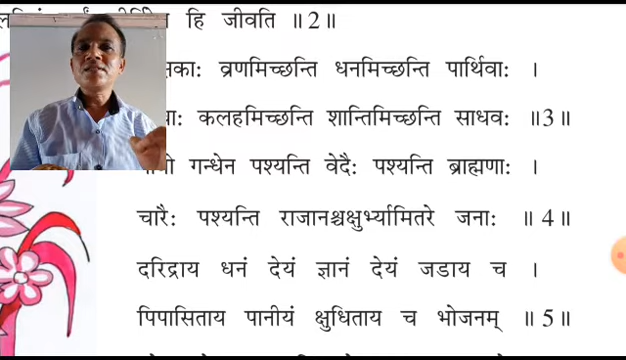 हि जीवति ॥2॥
व्रणमिच्छन्ति धनमिच्छन्ति पार्थिवाः ।
कलहमिच्छन्ति शान्तिमिच्छन्ति साधवः ॥3॥
गन्धेन पश्यन्ति वेदैः पश्यन्ति ब्राह्मणाः ।
चारैः पश्यन्ति राजानश्चक्षुर्भ्यामितरे जनाः ॥ 4॥
दरिद्राय धनं देयं ज्ञानं देयं जडाय च ।
पिपासिताय पानीयं क्षुधिताय च भोजनम् ॥ 5॥